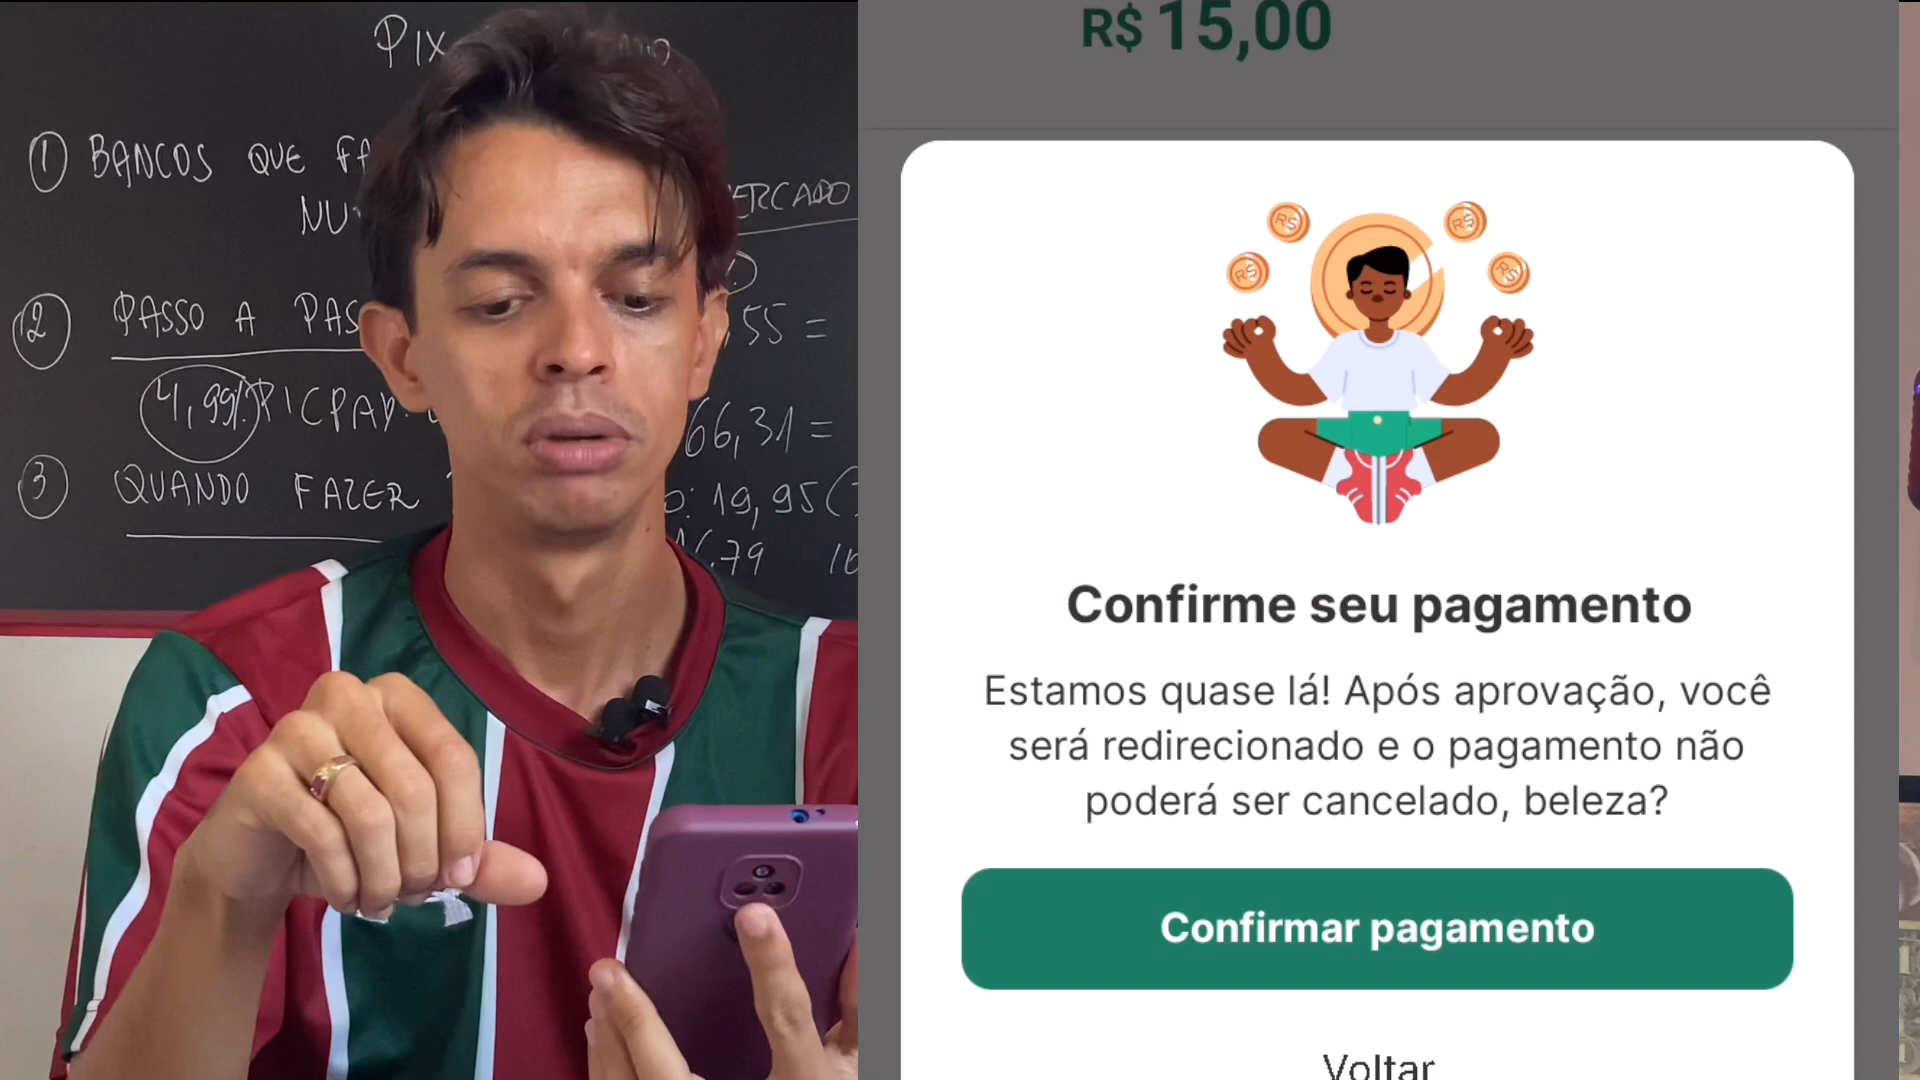 PIX
① BANCOS QUE
② PASSO A
4,99% PICPAY
③ QUANDO FAZER
55 =
66,31 =
19,95
R$ 15,00
R$
R$
R$
R$
Confirme seu pagamento
Estamos quase lá! Após aprovação, você
será redirecionado e o pagamento não
poderá ser cancelado, beleza?
Confirmar pagamento
Voltar